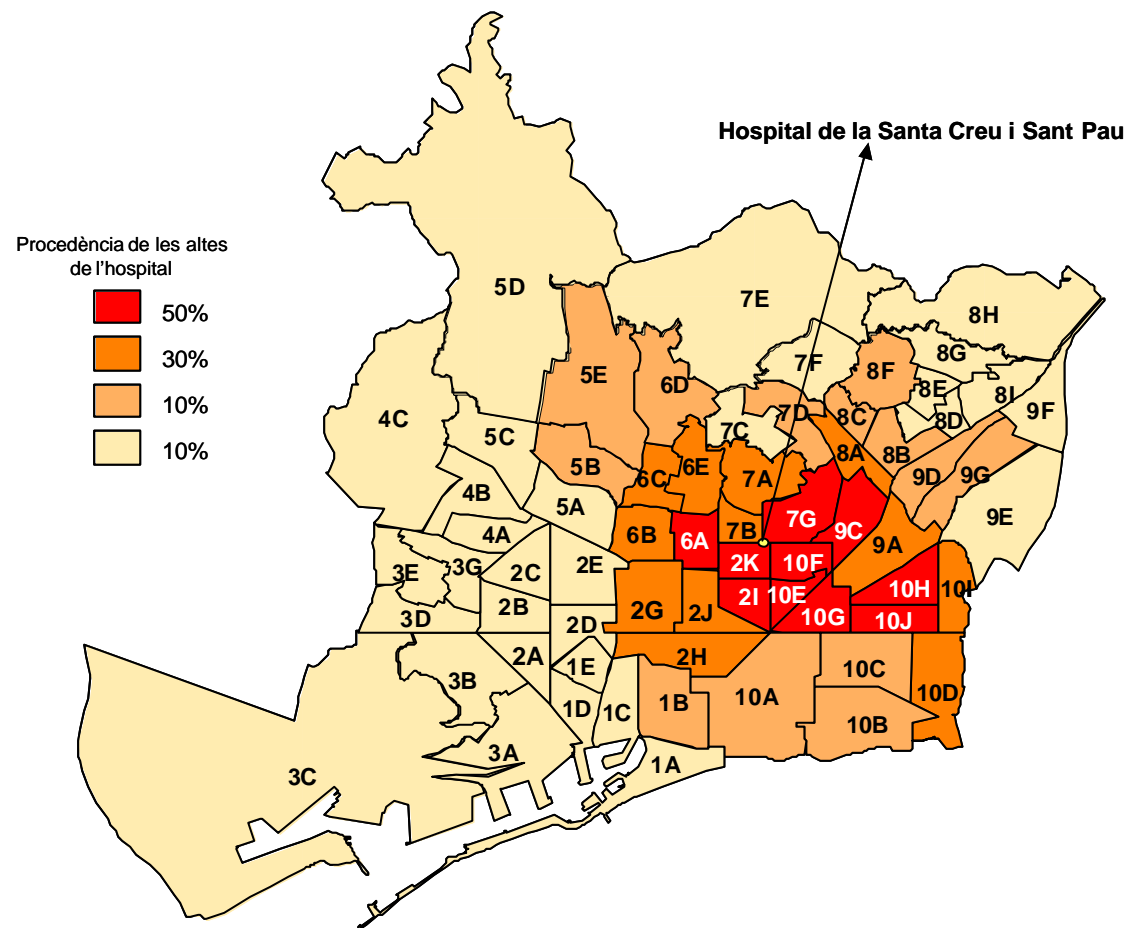 Hospital de la Santa Creu i Sant Pau
Procedència de les altes
de l'hospital
50%
30%
10%
10%
5D
7E
8H
7F
8G
8F
5E
6D
8E
8I
4C
7D
8C
8D
9F
5C
7C
8B
5B
6E
8A
9D
9G
6C
7A
4B
5A
7G
9E
4A
6B
6A
7B
9C
9A
3G
3E
2C
2E
2K
10F
10H
10I
2I
10E
3D
2B
2G
2J
10G
10J
2D
2A
1E
2H
3B
10C
10D
1D
1C
1B
10A
10B
3A
3C
1A